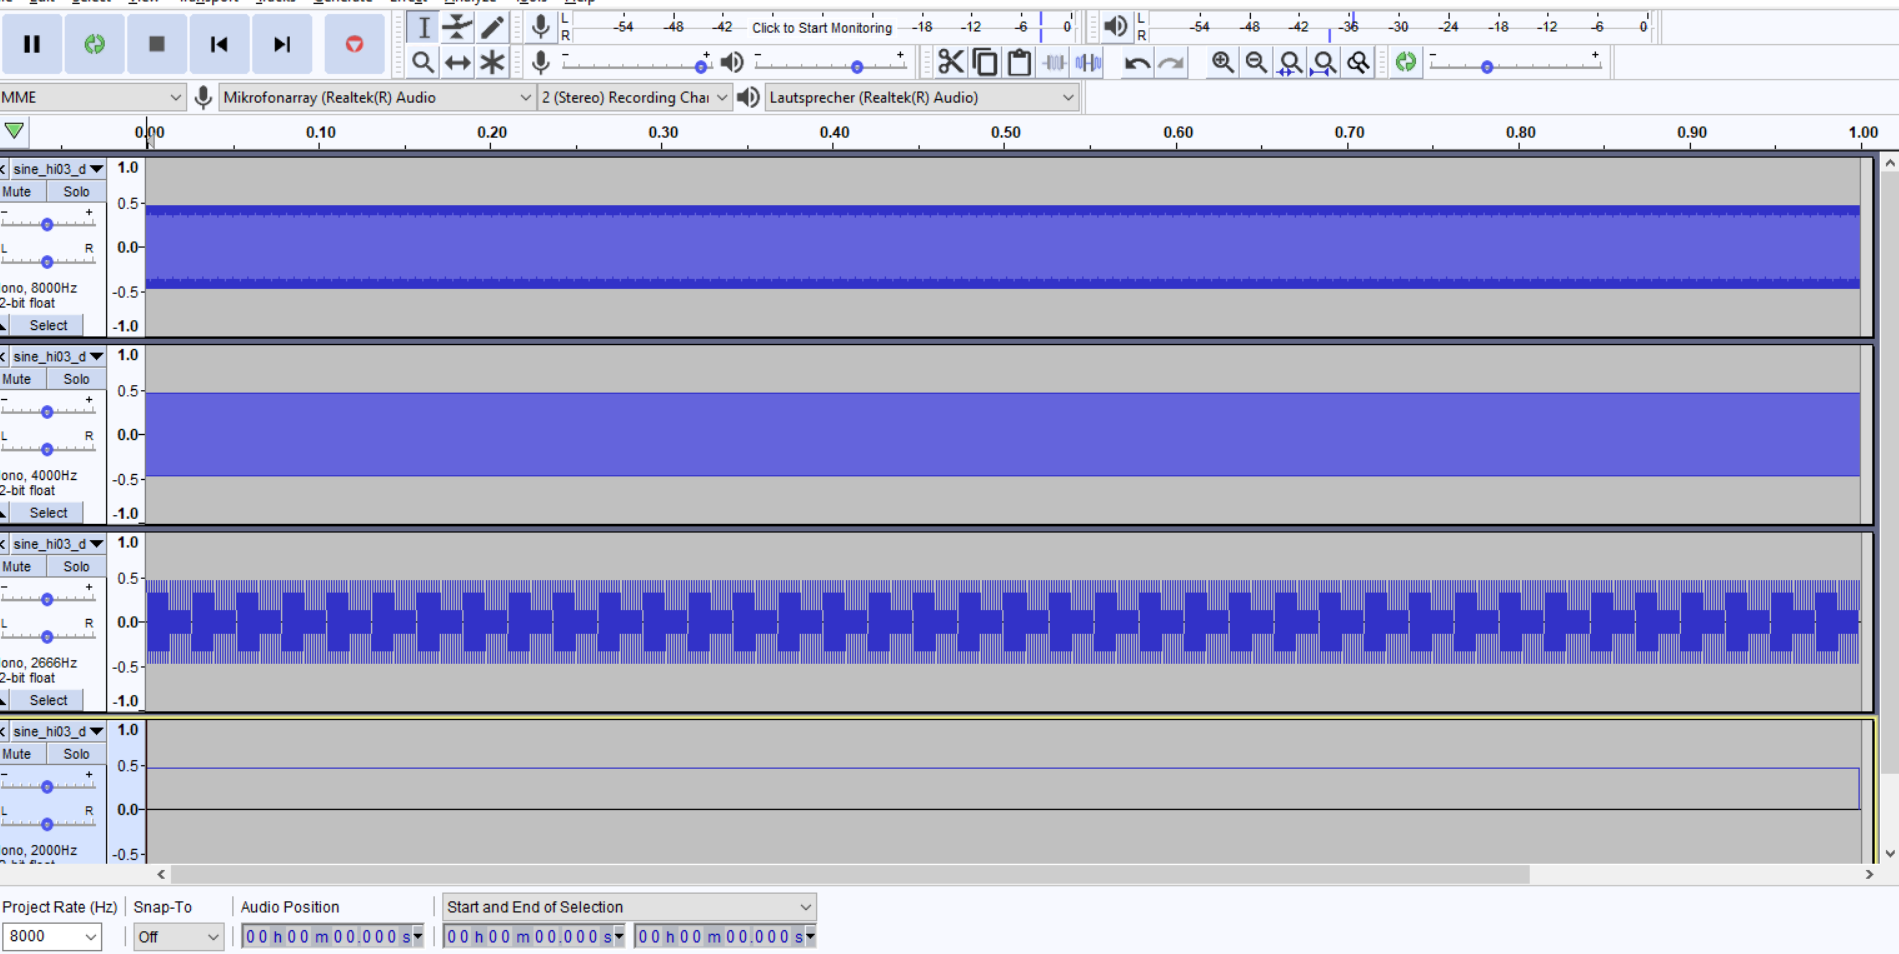 L
R
-54 -48 -42 Click to Start Monitoring -18 -12 -6 0
L
R
-54 -48 -42 -36 -30 -24 -18 -12 -6 0
- + - + - +
MME Mikrofonarray (Realtek(R) Audio 2 (Stereo) Recording Char Lautsprecher (Realtek(R) Audio)
0.00 0.10 0.20 0.30 0.40 0.50 0.60 0.70 0.80 0.90 1.00
sine_hi03_d 1.0
Mute Solo
- + 0.5
L R 0.0
ono, 8000Hz -0.5
2-bit float
Select -1.0
sine_hi03_d 1.0
Mute Solo
- + 0.5
L R 0.0
ono, 4000Hz -0.5
2-bit float
Select -1.0
sine_hi03_d 1.0
Mute Solo
- + 0.5
L R 0.0
ono, 2666Hz -0.5
2-bit float
Select -1.0
sine_hi03_d 1.0
Mute Solo
- + 0.5
L R 0.0
ono, 2000Hz -0.5
Project Rate (Hz) Snap-To Audio Position Start and End of Selection
8000 Off 00 h 00 m 00.000 s 00 h 00 m 00.000 s 00 h 00 m 00.000 s